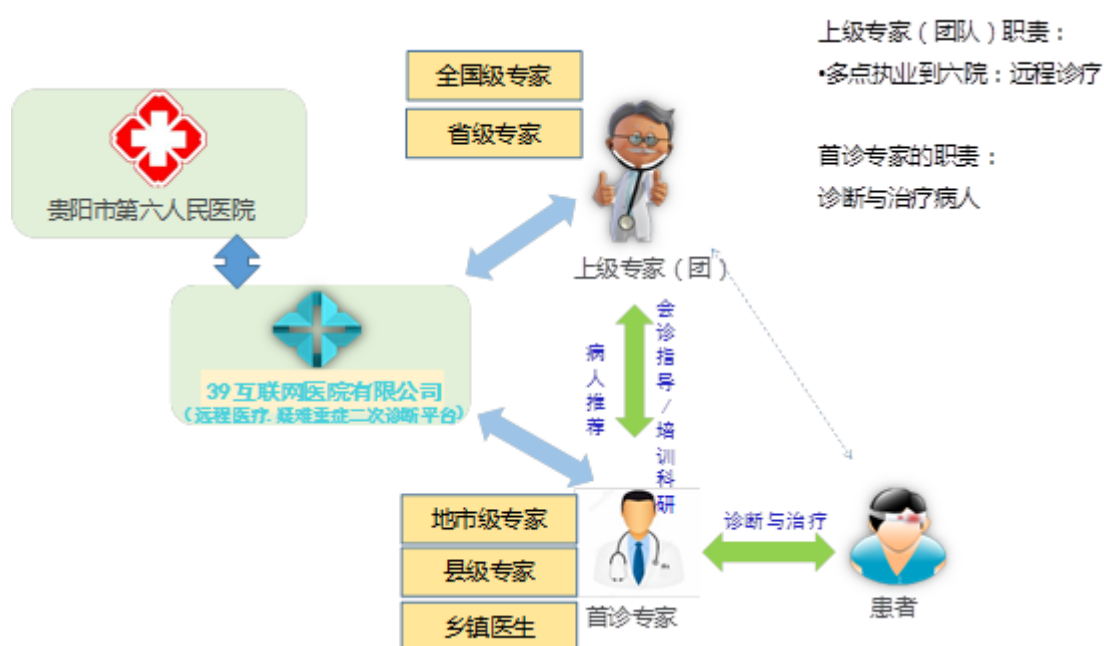 上级专家（团队）职责：
•多点执业到六院：远程诊疗
首诊专家的职责：
诊断与治疗病人
全国级专家
省级专家
贵阳市第六人民医院
上级专家（团）
39互联网医院有限公司
（远程医疗.疑难重症二次诊断平台）
病人推荐
会诊指导/培训科研
地市级专家
县级专家
乡镇医生
首诊专家
诊断与治疗
患者